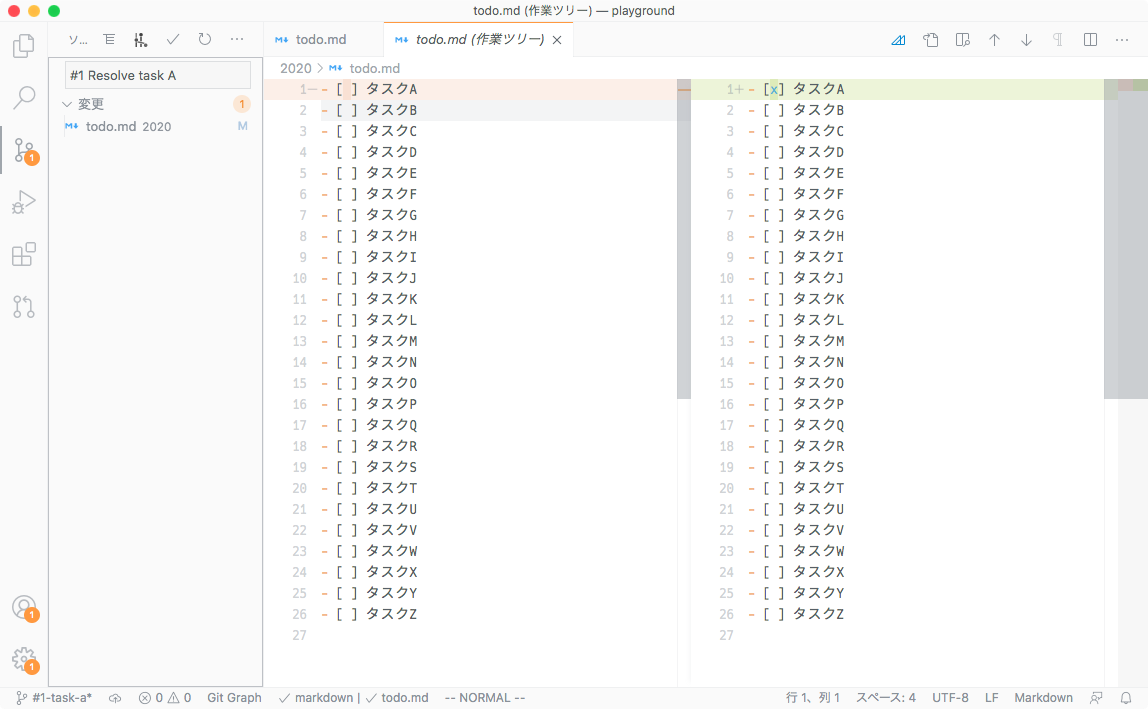 todo.md (作業ツリー) — playground
ソ...
todo.md
todo.md (作業ツリー)
#1 Resolve task A
変更
1
todo.md 2020
M
2020 > todo.md
1 - [ ] タスクA
2 - [ ] タスクB
3 - [ ] タスクC
4 - [ ] タスクD
5 - [ ] タスクE
6 - [ ] タスクF
7 - [ ] タスクG
8 - [ ] タスクH
9 - [ ] タスクI
10 - [ ] タスクJ
11 - [ ] タスクK
12 - [ ] タスクL
13 - [ ] タスクM
14 - [ ] タスクN
15 - [ ] タスクO
16 - [ ] タスクP
17 - [ ] タスクQ
18 - [ ] タスクR
19 - [ ] タスクS
20 - [ ] タスクT
21 - [ ] タスクU
22 - [ ] タスクV
23 - [ ] タスクW
24 - [ ] タスクX
25 - [ ] タスクY
26 - [ ] タスクZ
27
1+ - [x] タスクA
2 - [ ] タスクB
3 - [ ] タスクC
4 - [ ] タスクD
5 - [ ] タスクE
6 - [ ] タスクF
7 - [ ] タスクG
8 - [ ] タスクH
9 - [ ] タスクI
10 - [ ] タスクJ
11 - [ ] タスクK
12 - [ ] タスクL
13 - [ ] タスクM
14 - [ ] タスクN
15 - [ ] タスクO
16 - [ ] タスクP
17 - [ ] タスクQ
18 - [ ] タスクR
19 - [ ] タスクS
20 - [ ] タスクT
21 - [ ] タスクU
22 - [ ] タスクV
23 - [ ] タスクW
24 - [ ] タスクX
25 - [ ] タスクY
26 - [ ] タスクZ
27
1
1
1
#1-task-a* 0 0 Git Graph ✓ markdown | ✓ todo.md -- NORMAL -- 行 1、列 1 スペース: 4 UTF-8 LF Markdown